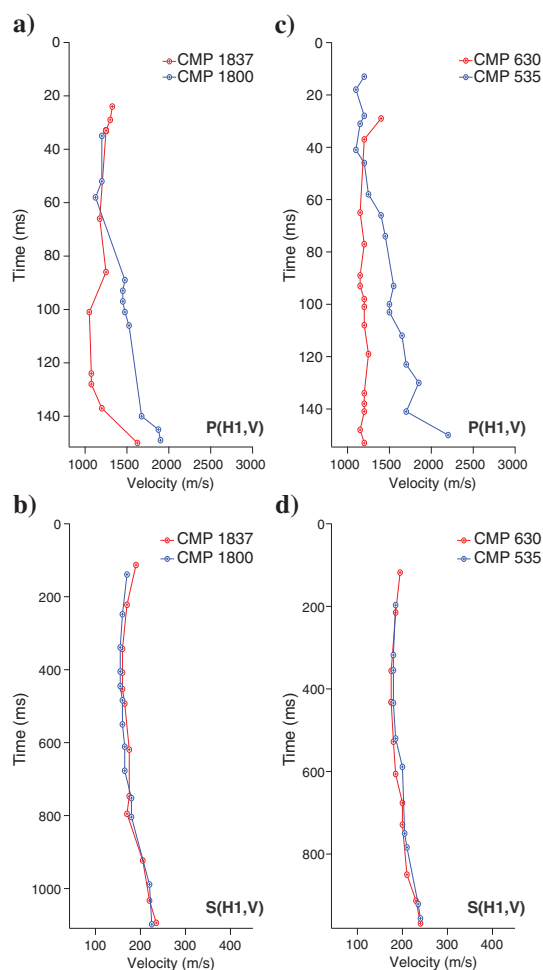 a)
0
20
40
60
80
100
120
140
Time (ms)
CMP 1837
CMP 1800
P(H1,V)
1000 1500 2000 2500 3000
Velocity (m/s)
c)
0
20
40
60
80
100
120
140
Time (ms)
CMP 630
CMP 535
P(H1,V)
1000 1500 2000 2500 3000
Velocity (m/s)
b)
0
200
400
600
800
1000
Time (ms)
CMP 1837
CMP 1800
S(H1,V)
100 200 300 400
Velocity (m/s)
d)
0
200
400
600
800
Time (ms)
CMP 630
CMP 535
S(H1,V)
100 200 300 400
Velocity (m/s)